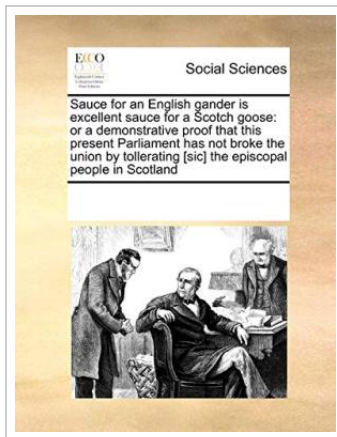 ECCO
Social Sciences
Sauce for an English gander is
excellent sauce for a Scotch goose:
or a demonstrative proof that this
present Parliament has not broke the
union by tollerating [sic] the episcopal
people in Scotland